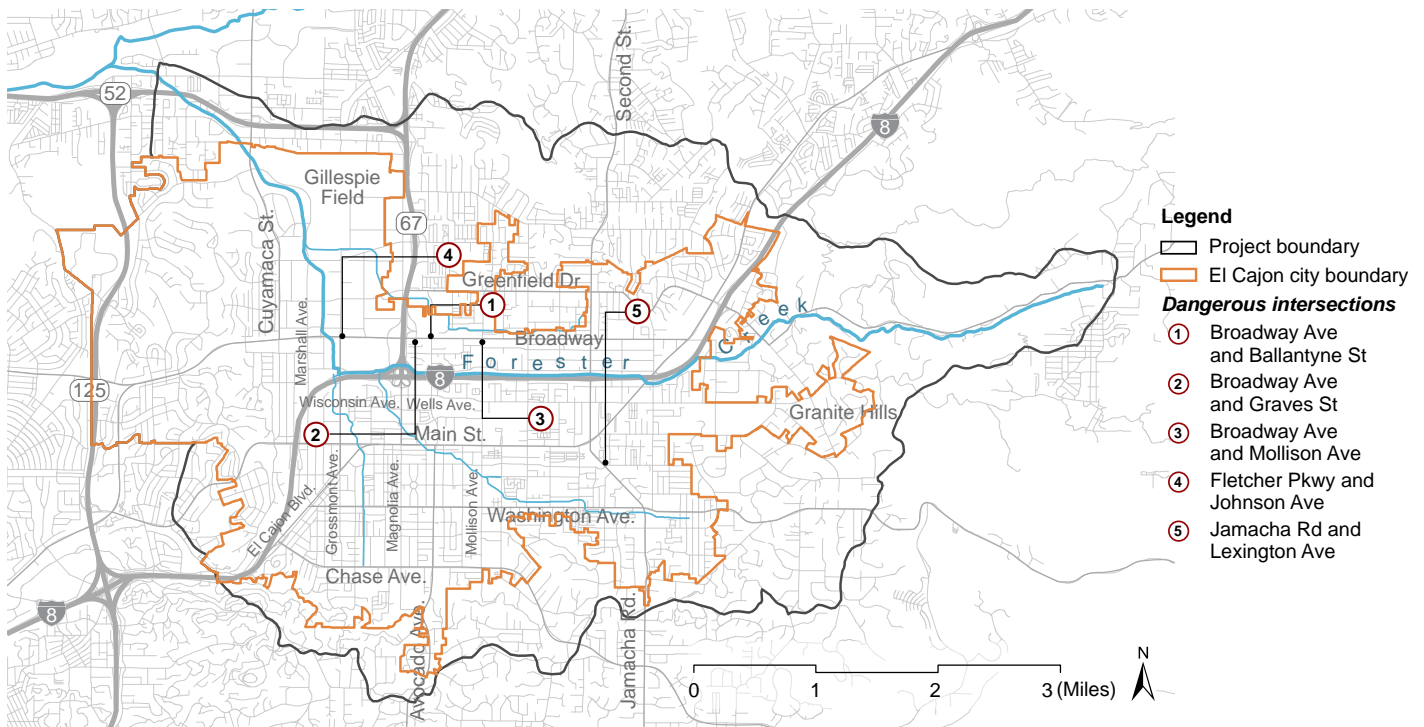 Second St.
52
8
Gillespie
Field
67
Cuyamaca St.
4
Greenfield Dr
1
5
Marshall Ave.
Broadway
Forester
Creek
8
125
Wisconsin Ave.
Wells Ave.
Granite Hills
2
Main St.
3
El Cajon Blvd.
Grossmont Ave.
Magnolia Ave.
Mollison Ave.
Washington Ave.
Chase Ave.
8
Avocado Ave.
Jamacha Rd.
0 1 2 3 (Miles)
N
Legend
Project boundary
El Cajon city boundary
Dangerous intersections
1 Broadway Ave
and Ballantyne St
2 Broadway Ave
and Graves St
3 Broadway Ave
and Mollison Ave
4 Fletcher Pkwy and
Johnson Ave
5 Jamacha Rd and
Lexington Ave